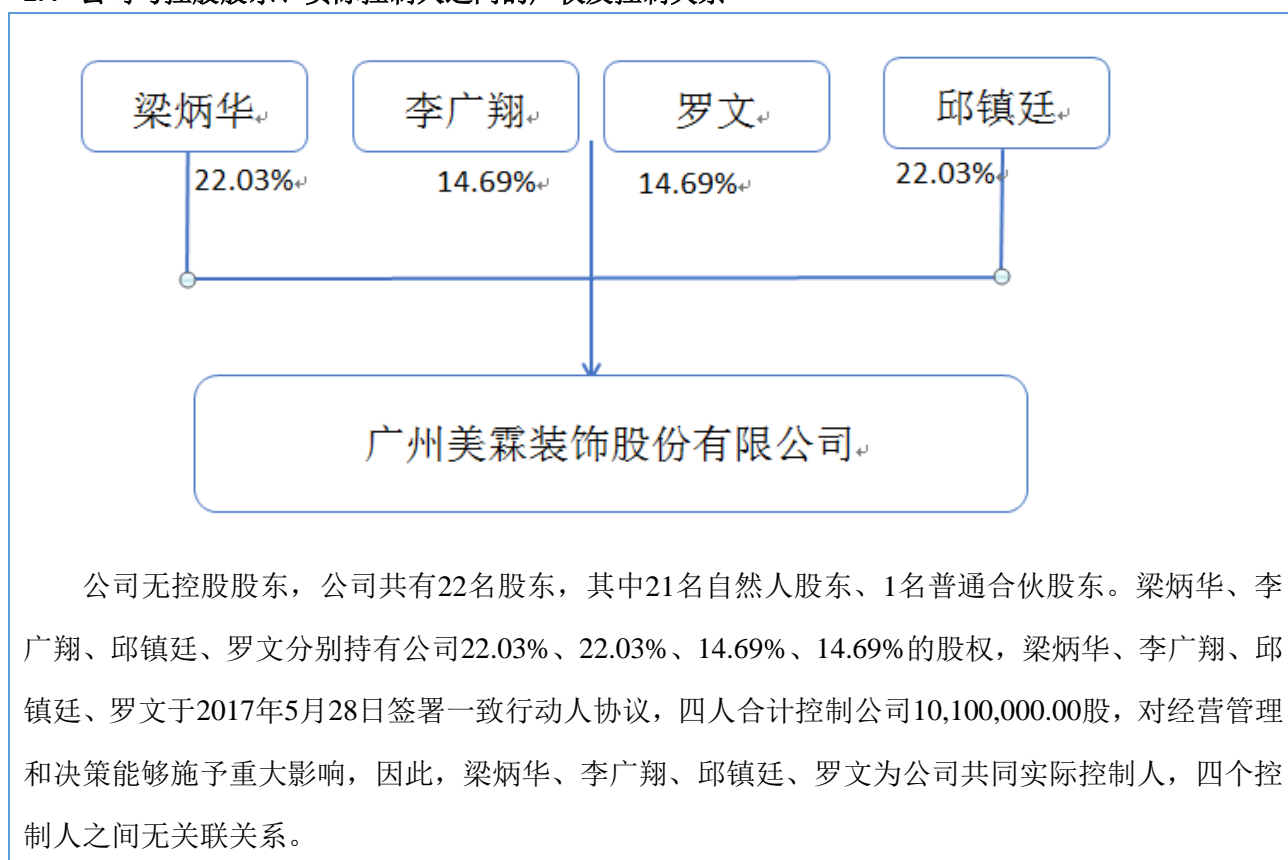 梁炳华
李广翔
罗文
邱镇廷
22.03%
14.69%
14.69%
22.03%
广州美霖装饰股份有限公司
公司无控股股东，公司共有22名股东，其中21名自然人股东、1名普通合伙股东。梁炳华、李
广翔、邱镇廷、罗文分别持有公司22.03%、22.03%、14.69%、14.69%的股权，梁炳华、李广翔、邱
镇廷、罗文于2017年5月28日签署一致行动人协议，四人合计控制公司10,100,000.00股，对经营管理
和决策能够施予重大影响，因此，梁炳华、李广翔、邱镇廷、罗文为公司共同实际控制人，四个控
制人之间无关联关系。